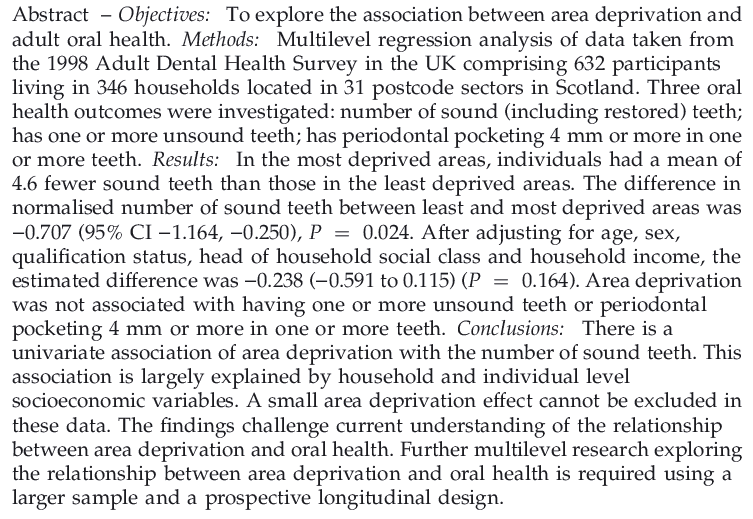 Abstract – Objectives: To explore the association between area deprivation and
adult oral health. Methods: Multilevel regression analysis of data taken from
the 1998 Adult Dental Health Survey in the UK comprising 632 participants
living in 346 households located in 31 postcode sectors in Scotland. Three oral
health outcomes were investigated: number of sound (including restored) teeth;
has one or more unsound teeth; has periodontal pocketing 4 mm or more in one
or more teeth. Results: In the most deprived areas, individuals had a mean of
4.6 fewer sound teeth than those in the least deprived areas. The difference in
normalised number of sound teeth between least and most deprived areas was
−0.707 (95% CI −1.164, −0.250), P = 0.024. After adjusting for age, sex,
qualification status, head of household social class and household income, the
estimated difference was −0.238 (−0.591 to 0.115) (P = 0.164). Area deprivation
was not associated with having one or more unsound teeth or periodontal
pocketing 4 mm or more in one or more teeth. Conclusions: There is a
univariate association of area deprivation with the number of sound teeth. This
association is largely explained by household and individual level
socioeconomic variables. A small area deprivation effect cannot be excluded in
these data. The findings challenge current understanding of the relationship
between area deprivation and oral health. Further multilevel research exploring
the relationship between area deprivation and oral health is required using a
larger sample and a prospective longitudinal design.